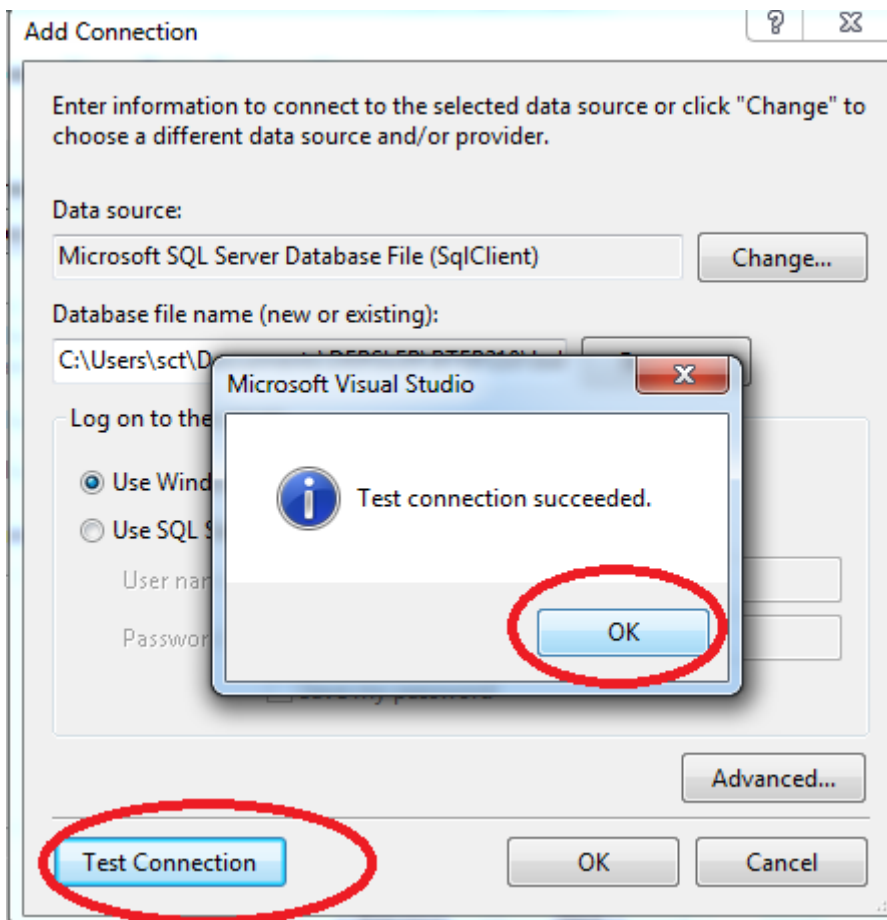 Add Connection
Enter information to connect to the selected data source or click "Change" to
choose a different data source and/or provider.
Data source:
Microsoft SQL Server Database File (SqlClient)
Change...
Database file name (new or existing):
C:\Users\sct\D
Microsoft Visual Studio
Log on to the
Use Wind
Test connection succeeded.
Use SQL S
User nar
OK
Passwor
Advanced...
Test Connection
OK
Cancel